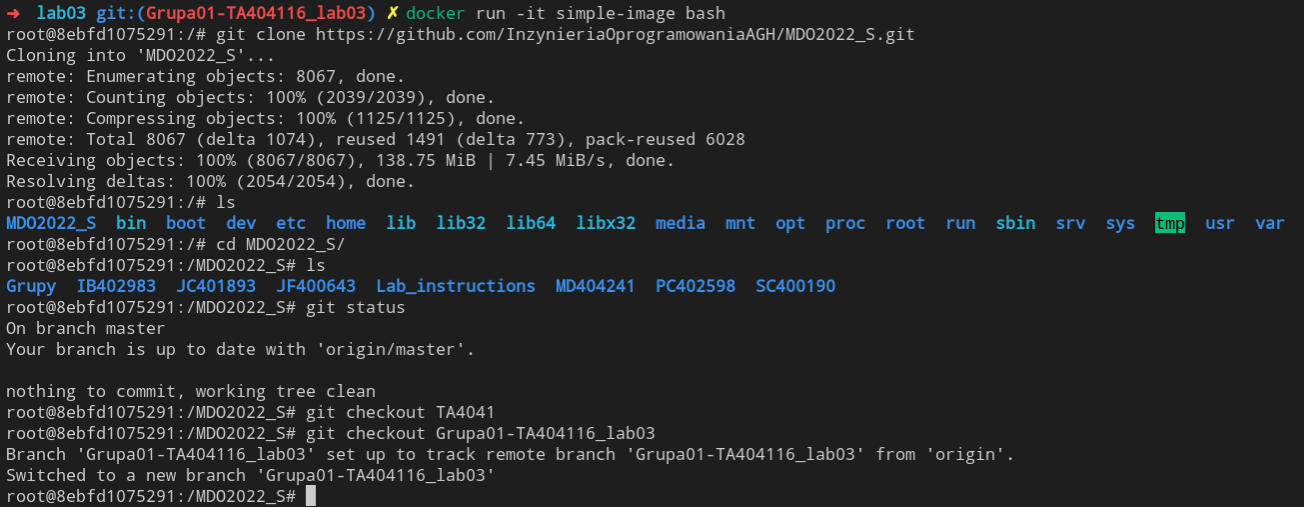 ➜  lab03 git:(Grupa01-TA404116_lab03) ✗ docker run -it simple-image bash
root@8ebfd1075291:/# git clone https://github.com/InzynieriaOprogramowaniaAGH/MDO2022_S.git
Cloning into 'MDO2022_S'...
remote: Enumerating objects: 8067, done.
remote: Counting objects: 100% (2039/2039), done.
remote: Compressing objects: 100% (1125/1125), done.
remote: Total 8067 (delta 1074), reused 1491 (delta 773), pack-reused 6028
Receiving objects: 100% (8067/8067), 138.75 MiB | 7.45 MiB/s, done.
Resolving deltas: 100% (2054/2054), done.
root@8ebfd1075291:/# ls
MDO2022_S  bin  boot  dev  etc  home  lib  lib32  lib64  libx32  media  mnt  opt  proc  root  run  sbin  srv  sys  tmp  usr  var
root@8ebfd1075291:/# cd MDO2022_S/
root@8ebfd1075291:/MDO2022_S# ls
Grupy  IB402983  JC401893  JF400643  Lab_instructions  MD404241  PC402598  SC400190
root@8ebfd1075291:/MDO2022_S# git status
On branch master
Your branch is up to date with 'origin/master'.
nothing to commit, working tree clean
root@8ebfd1075291:/MDO2022_S# git checkout TA4041
root@8ebfd1075291:/MDO2022_S# git checkout Grupa01-TA404116_lab03
Branch 'Grupa01-TA404116_lab03' set up to track remote branch 'Grupa01-TA404116_lab03' from 'origin'.
Switched to a new branch 'Grupa01-TA404116_lab03'
root@8ebfd1075291:/MDO2022_S#